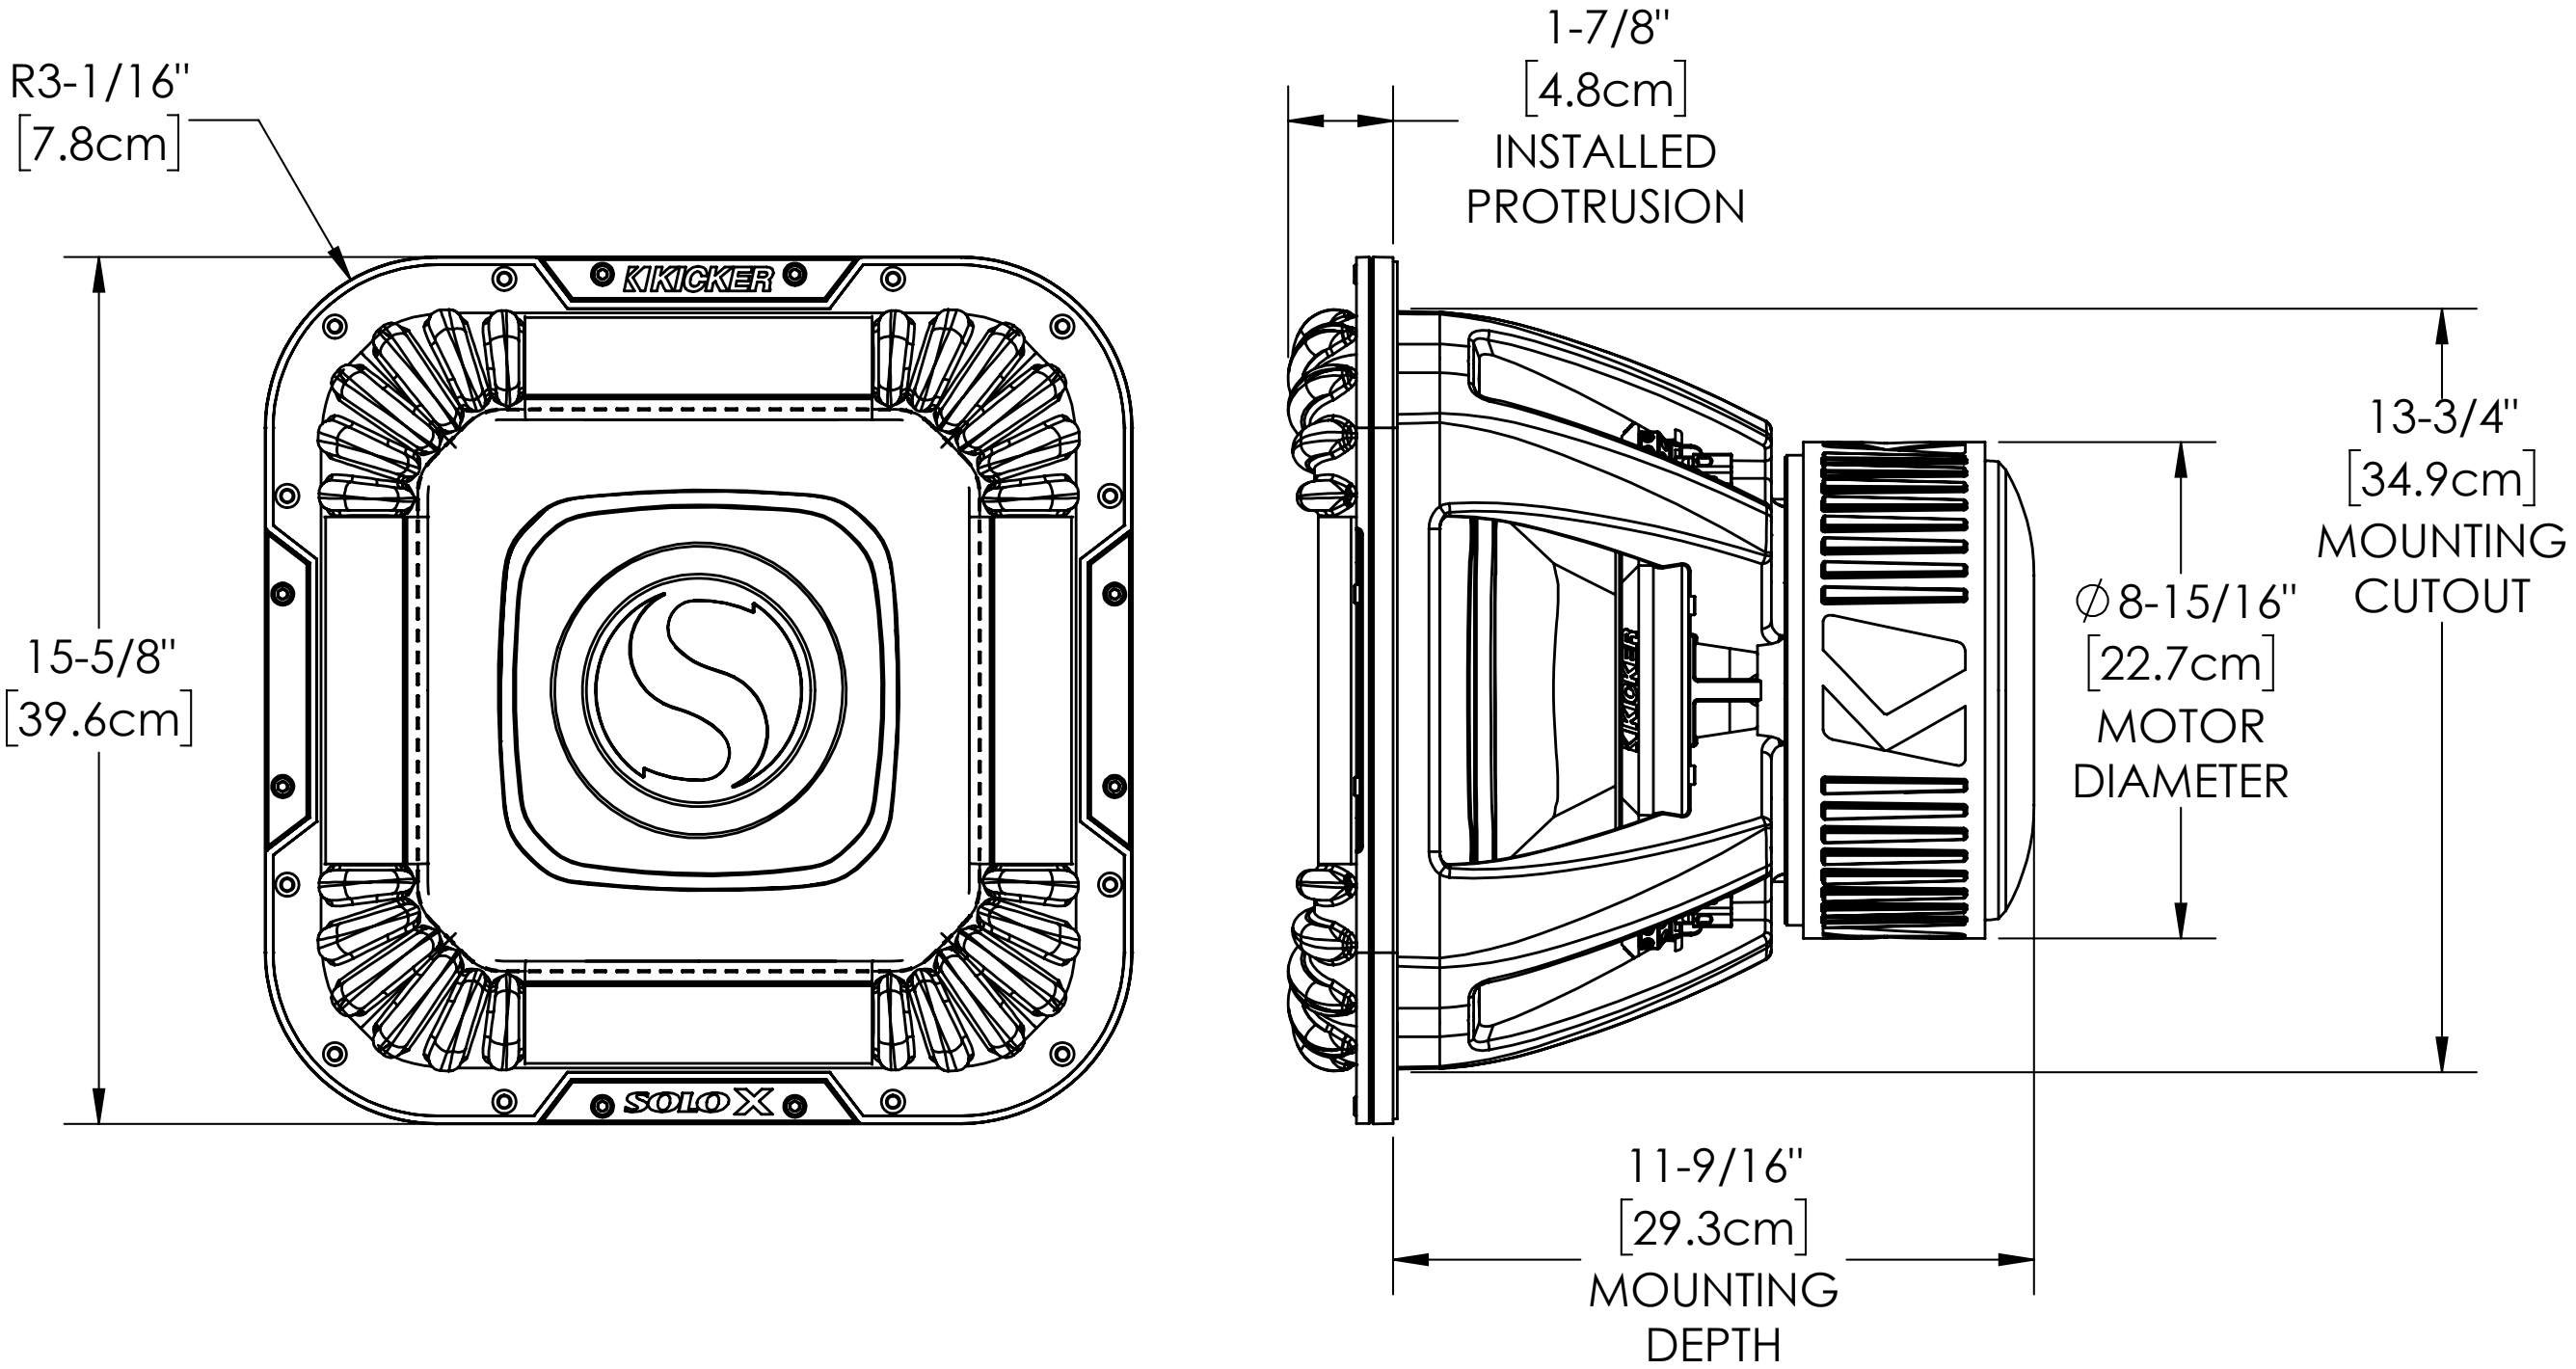 R3-1/16"
[7.8cm]
15-5/8"
[39.6cm]
KICKER
SOLO X
1-7/8"
[4.8cm]
INSTALLED
PROTRUSION
KICKER
13-3/4"
[34.9cm]
MOUNTING
CUTOUT
Ø8-15/16"
[22.7cm]
MOTOR
DIAMETER
11-9/16"
[29.3cm]
MOUNTING
DEPTH